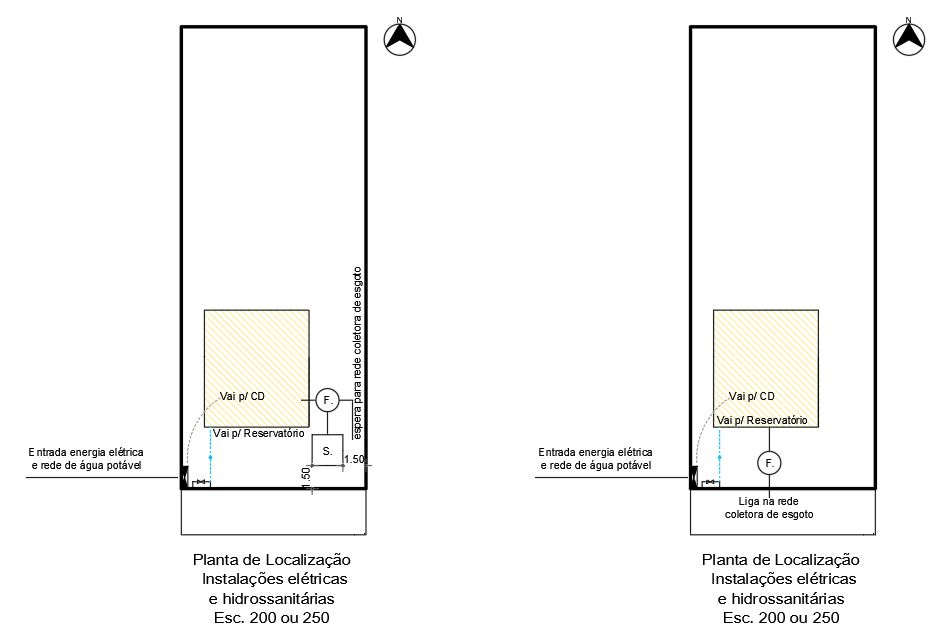 N
espera para rede coletora de esgoto
Vai p/ CD
F.
Vai p/ Reservatório
S.
1.50
1.50
Entrada energia elétrica
e rede de água potável
Planta de Localização
Instalações elétricas
e hidrossanitárias
Esc. 200 ou 250
N
Vai p/ CD
Vai p/ Reservatório
F.
Entrada energia elétrica
e rede de água potável
Liga na rede
coletora de esgoto
Planta de Localização
Instalações elétricas
e hidrossanitárias
Esc. 200 ou 250